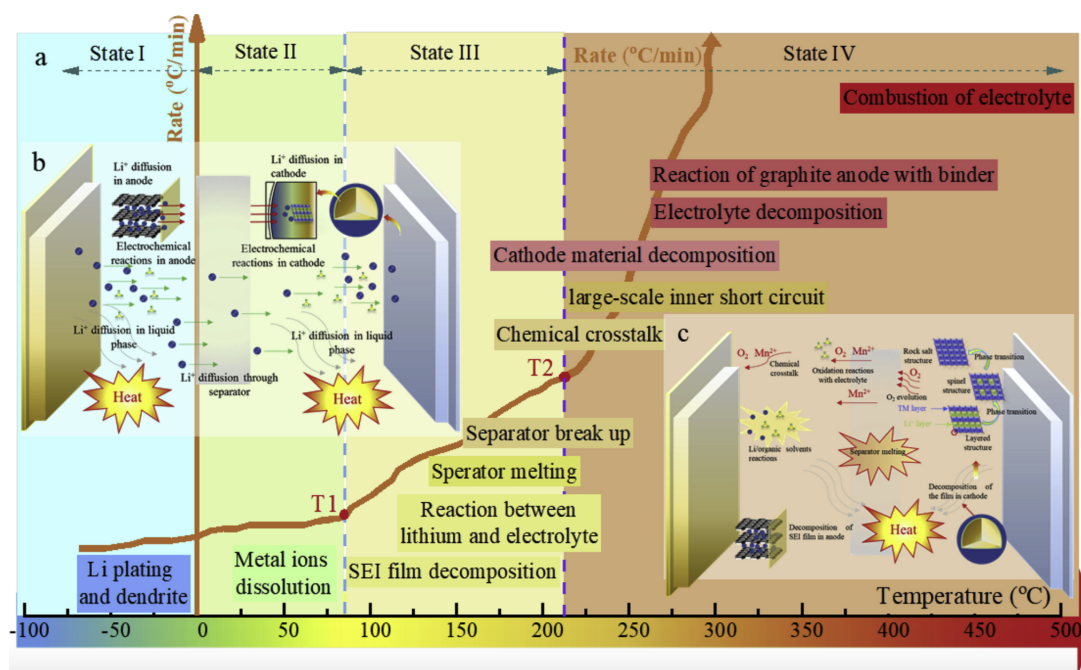 a
State I
State II
State III
State IV
Rate (°C/min)
Rate (°C/min)
Combustion of electrolyte
Reaction of graphite anode with binder
Electrolyte decomposition
Cathode material decomposition
large-scale inner short circuit
Chemical crosstalk
T2
Separator break up
Sperator melting
T1
Reaction between
lithium and electrolyte
SEI film decomposition
Metal ions
dissolution
Li plating
and dendrite
b
Li⁺ diffusion
in anode
Li⁺ diffusion in
cathode
Electrochemical
reactions in anode
Electrochemical
reactions in cathode
Li⁺ diffusion in liquid
phase
Li⁺ diffusion in liquid
phase
Li⁺ diffusion through
separator
Heat
Heat
c
O₂ Mn²⁺
Chemical
crosstalk
O₂ Mn²⁺
Oxidation reactions
with electrolyte
Rock salt
structure
Phase transition
O₂
O₂ evolution
spinel
structure
Mn²⁺
Phase transition
TM layer
Li⁺ layer
Layered
structure
Li/organic solvents
reactions
Separator melting
Decomposition of
the film in cathode
Decomposition of
SEI film in anode
Heat
Temperature (°C)
-100
-50
0
50
100
150
200
250
300
350
400
450
500